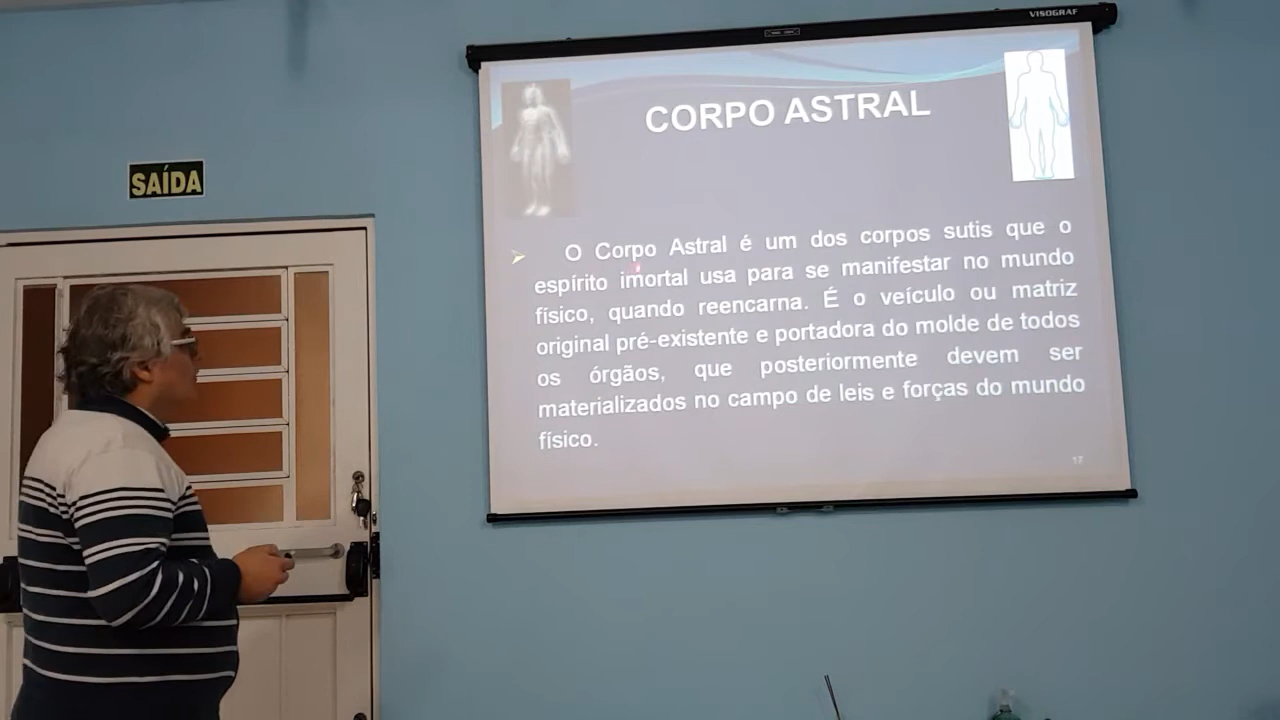 VISOGRAF
CORPO ASTRAL
SAÍDA
O Corpo Astral é um dos corpos sutis que o
espírito imortal usa para se manifestar no mundo
físico, quando reencarna. É o veículo ou matriz
original pré-existente e portadora do molde de todos
os órgãos, que posteriormente devem ser
materializados no campo de leis e forças do mundo
físico.
17